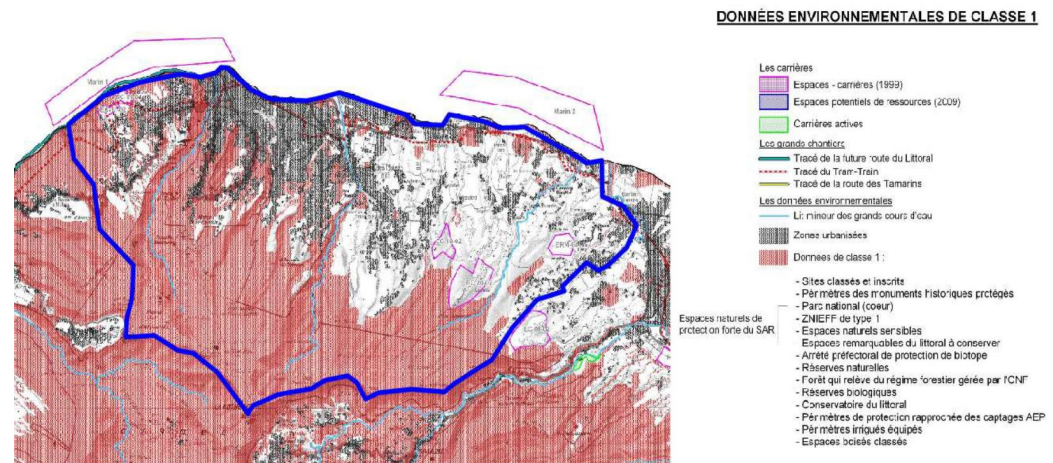 DONNÉES ENVIRONNEMENTALES DE CLASSE 1
Les carrières
Espaces - carrières (1999)
Espaces potentiels de ressources (2009)
Carrières actives
Les grands chantiers
Tracé de la future route du Littoral
Tracé du Tram-Train
Tracé de la route des Tamarins
Les données environnementales
Lit mineur des grands cours d'eau
Zones urbanisées
Données de classe 1 :
- Sites classés et inscrits
- Périmètres des monuments historiques protégés
- Parc national (coeur)
- ZNIEFF de type 1
- Espaces naturels sensibles
Espaces remarquables du littoral à conserver
- Arrêté préfectoral de protection de biotope
- Réserves naturelles
- Forêt qui relève du régime forestier gérée par l'ONF
- Réserves biologiques
- Conservatoire du littoral
- Périmètres de protection rapprochée des captages AEP
- Périmètres irrigués équipés
- Espaces boisés classés
Espaces naturels de
protection forte du SAR
Marin 1
Marin 2